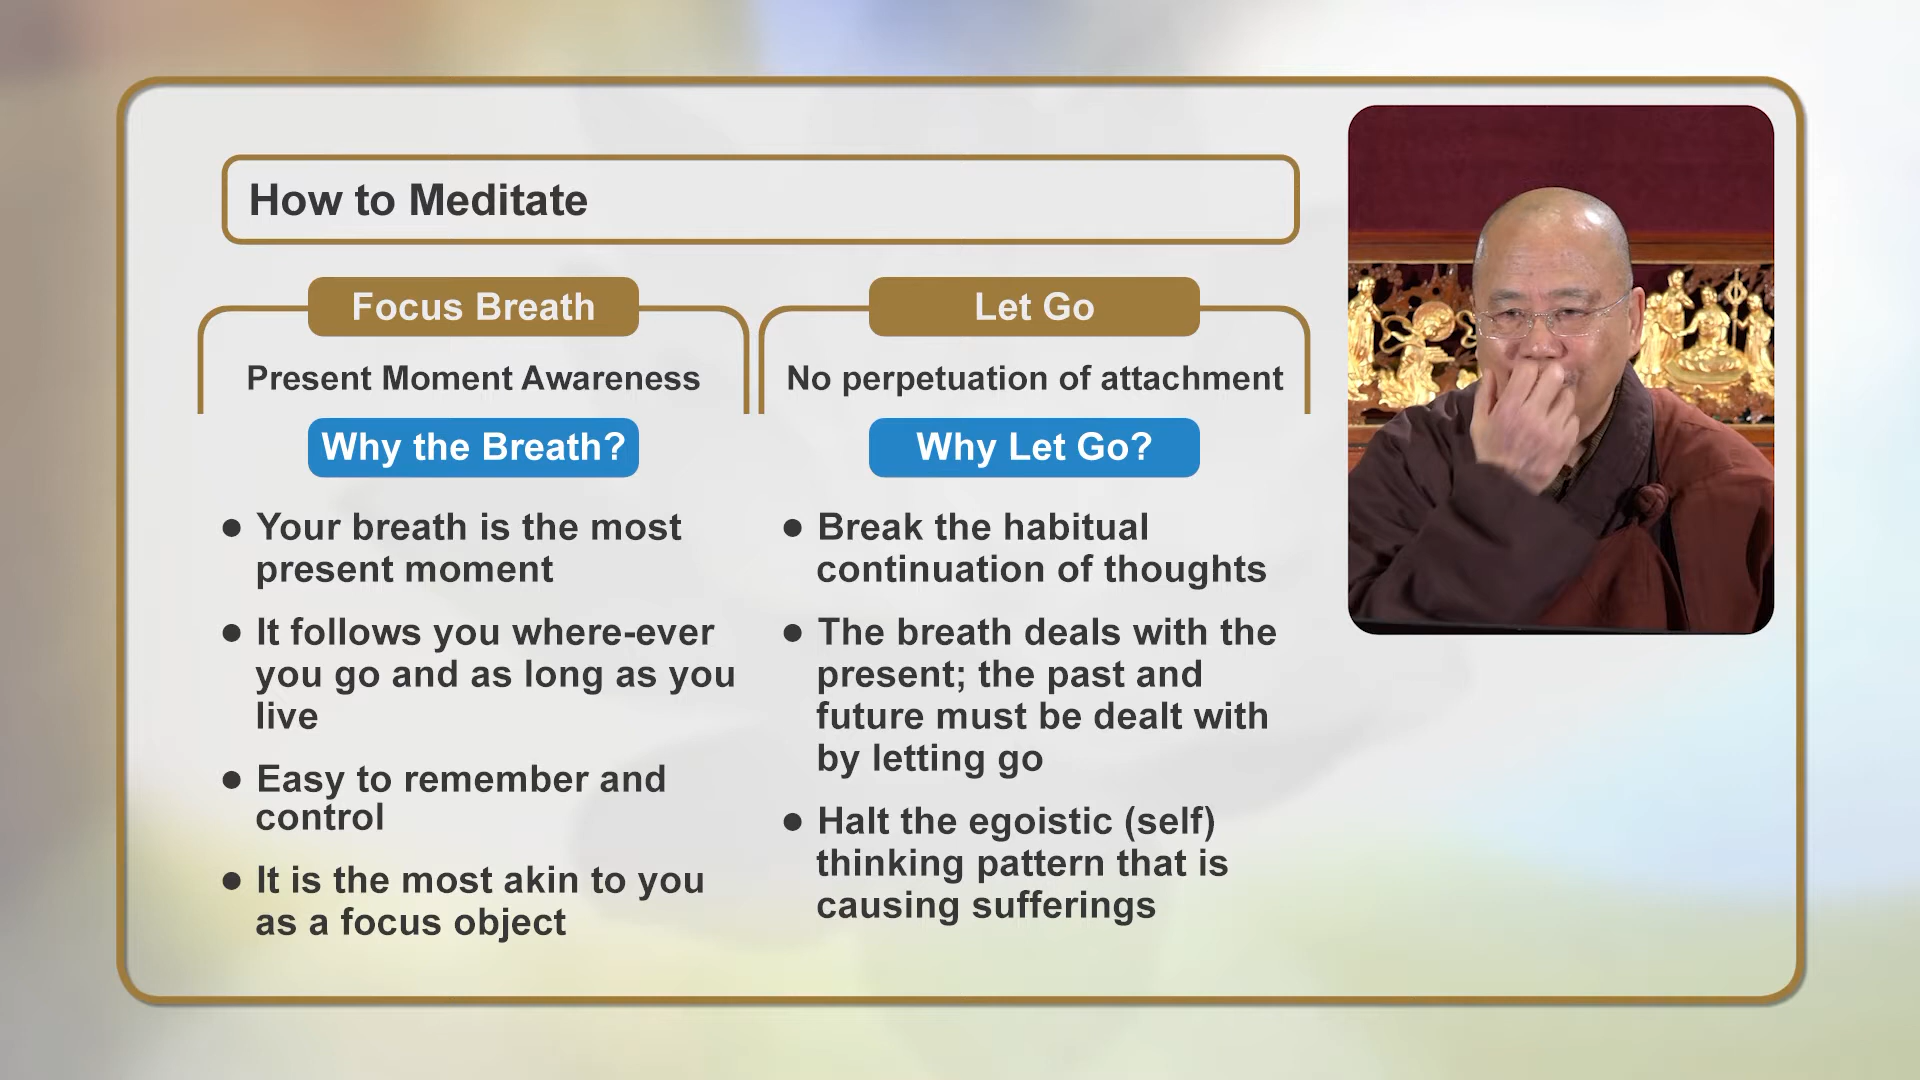 How to Meditate
Focus Breath
Present Moment Awareness
Why the Breath?
● Your breath is the most
present moment
● It follows you where-ever
you go and as long as you
live
● Easy to remember and
control
● It is the most akin to you
as a focus object
Let Go
No perpetuation of attachment
Why Let Go?
● Break the habitual
continuation of thoughts
● The breath deals with the
present; the past and
future must be dealt with
by letting go
● Halt the egoistic (self)
thinking pattern that is
causing sufferings